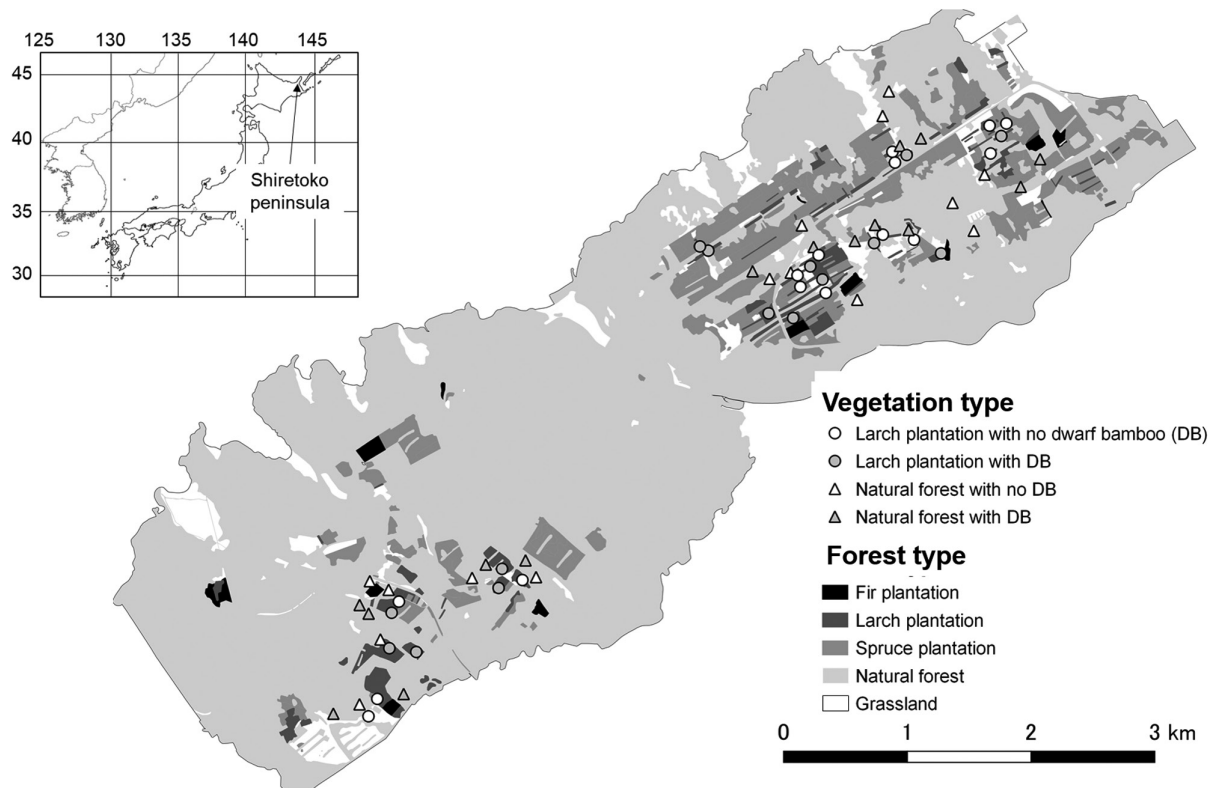 125 130 135 140 145
45
40
35
30
Shiretoko
peninsula
Vegetation type
Larch plantation with no dwarf bamboo (DB)
Larch plantation with DB
Natural forest with no DB
Natural forest with DB
Forest type
Fir plantation
Larch plantation
Spruce plantation
Natural forest
Grassland
0 1 2 3 km